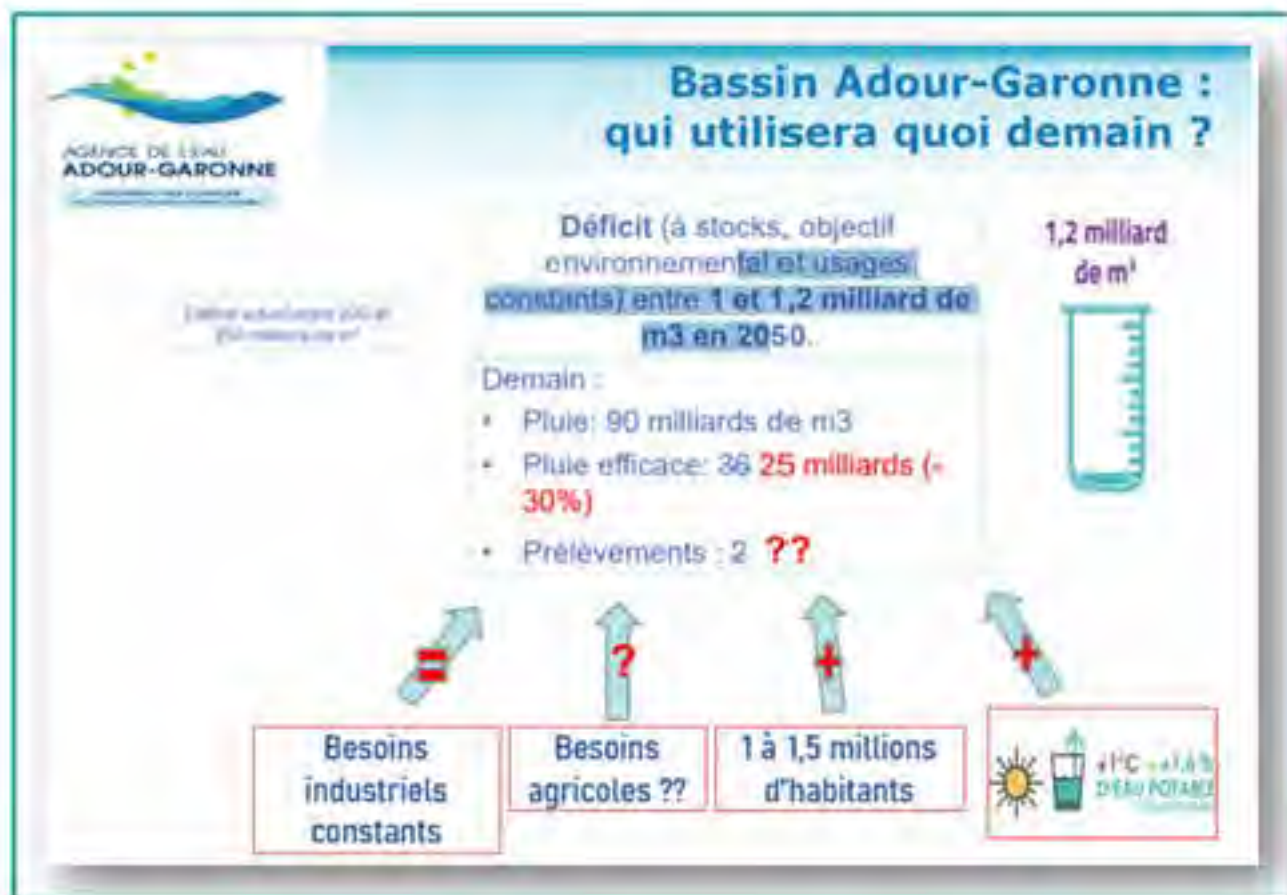 Bassin Adour-Garonne :
qui utilisera quoi demain ?
AGENCE DE L'EAU
ADOUR-GARONNE
Déficit (à stocks, objectif
environnemental et usages
constants) entre 1 et 1,2 milliard de
m3 en 2050.
1,2 milliard
de m³
Demain :
• Pluie: 90 milliards de m3
• Pluie efficace: 36 25 milliards (-
30%)
• Prélèvements : 2 ??
=
?
+
+
Besoins
industriels
constants
Besoins
agricoles ??
1 à 1,5 millions
d'habitants
+1°C
D'EAU POTABLE